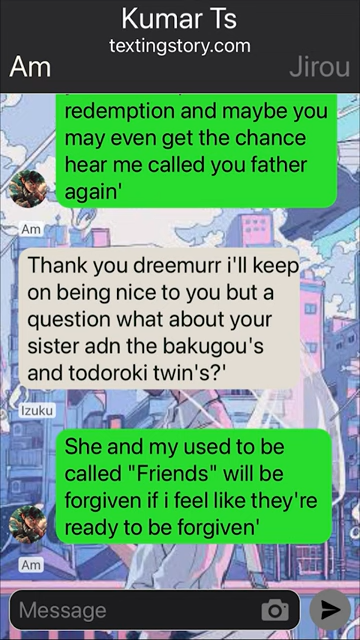 Kumar Ts
textingstory.com
Am
Jirou
redemption and maybe you
may even get the chance
hear me called you father
again'
Am
Thank you dreemurr i'll keep
on being nice to you but a
question what about your
sister adn the bakugou's
and todoroki twin's?'
Izuku
She and my used to be
called "Friends" will be
forgiven if i feel like they're
ready to be forgiven'
Am
Message